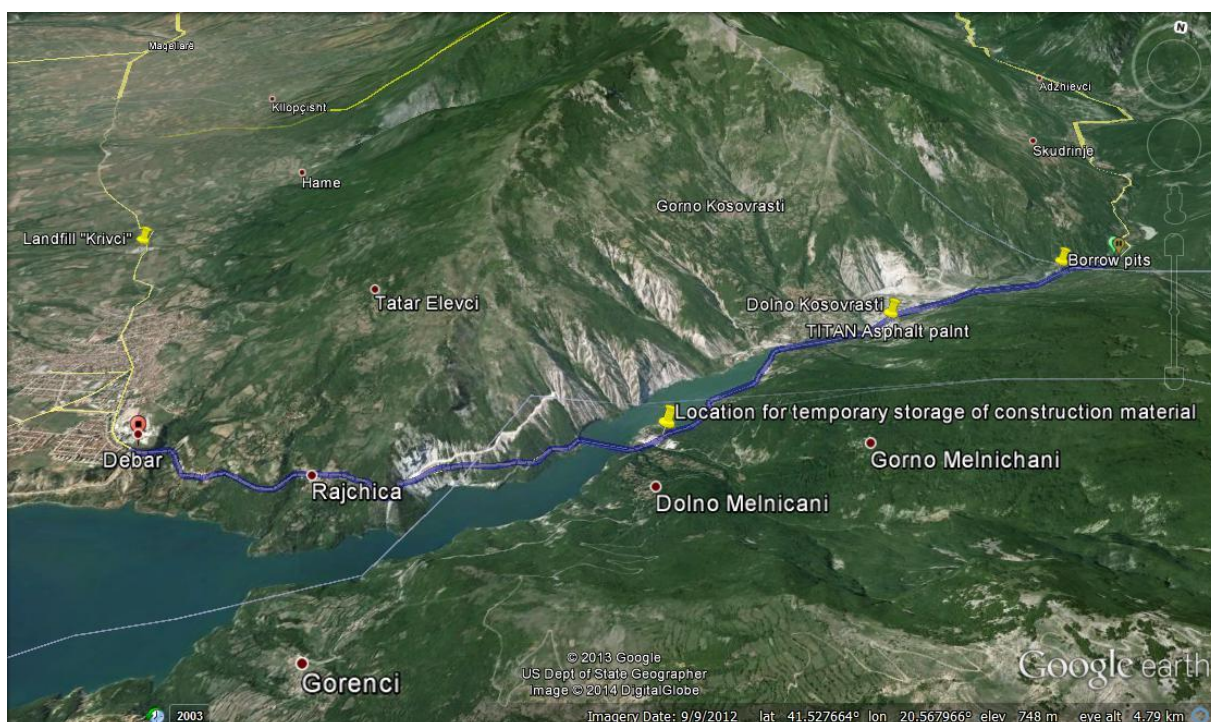 Maqellarë
Adzhievci
Kllopçisht
Skudrinje
Hame
Gorno Kosovrasti
Landfill "Krivci"
Borrow pits
Tatar Elevci
Dolno Kosovrasti
TITAN Asphalt palnt
Location for temporary storage of construction material
Debar
Gorno Melnichani
Rajchica
Dolno Melnicani
© 2013 Google
US Dept of State Geographer
Image © 2014 DigitalGlobe
Google earth
Gorenci
2003
Imagery Date: 9/9/2012 lat 41.527664° lon 20.567966° elev 748 m eye alt 4.79 km
N